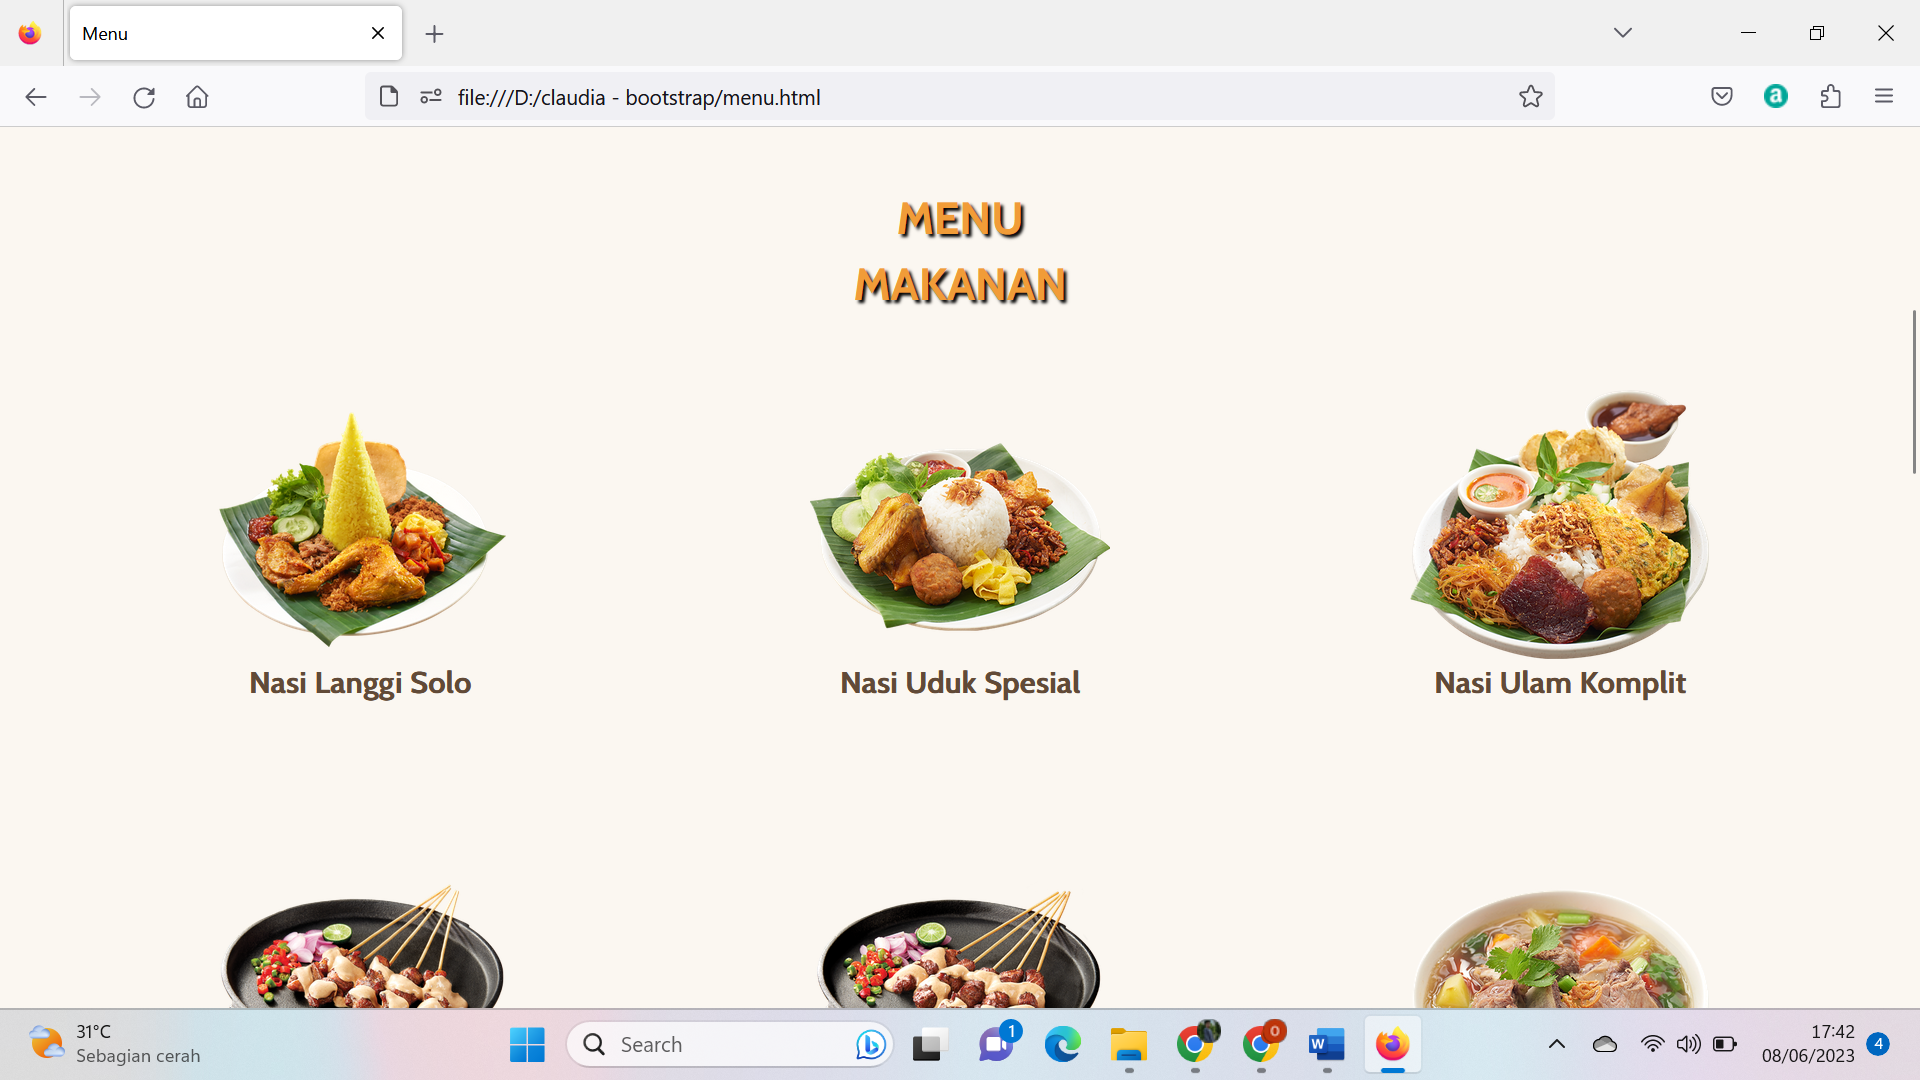 Menu
file:///D:/claudia - bootstrap/menu.html
a
MENU
MAKANAN
Nasi Langgi Solo
Nasi Uduk Spesial
Nasi Ulam Komplit
31°C
Sebagian cerah
Search
1
0
W
17:42
08/06/2023
4